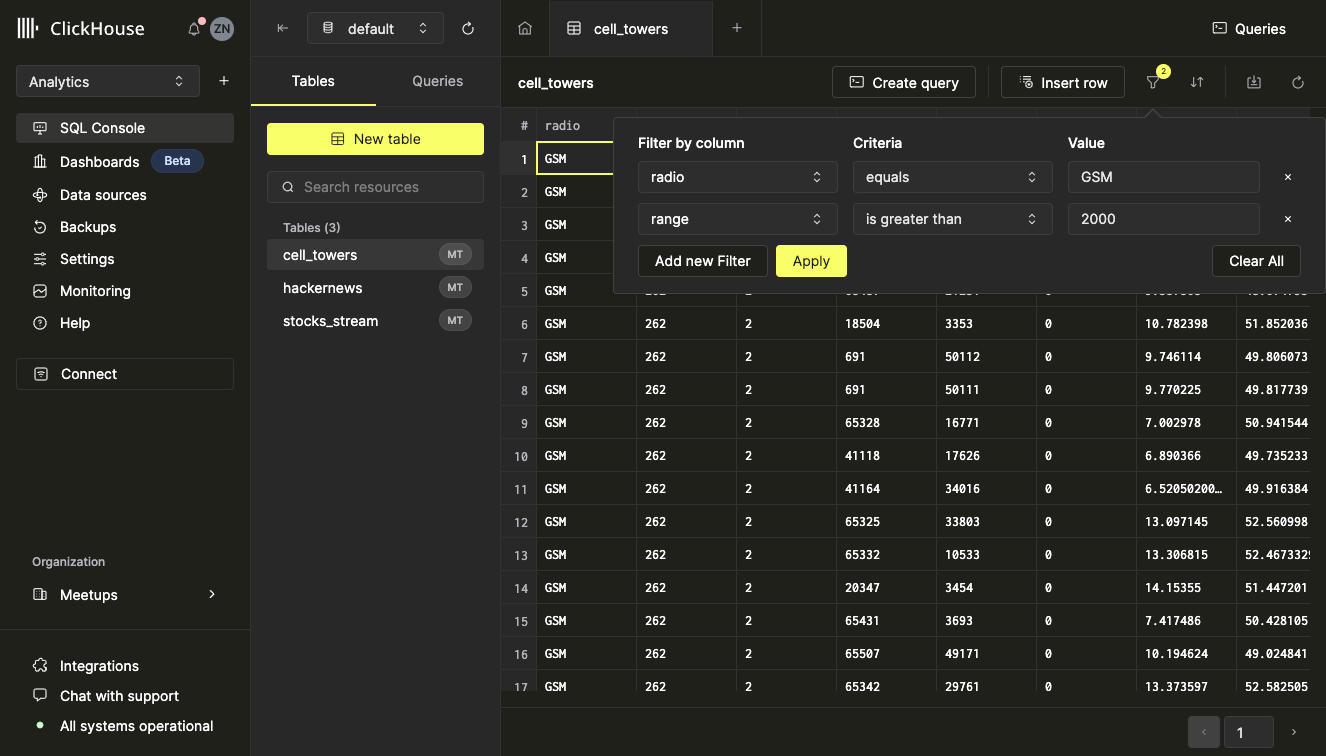 ClickHouse
ZN
Analytics
+
SQL Console
Dashboards Beta
Data sources
Backups
Settings
Monitoring
Help
Connect
Organization
Meetups
Integrations
Chat with support
All systems operational
default
Tables Queries
New table
Search resources
Tables (3)
cell_towers MT
hackernews MT
stocks_stream MT
cell_towers
+
Queries
cell_towers
Create query
Insert row
2
# radio
Filter by column Criteria Value
radio equals GSM ×
range is greater than 2000 ×
Add new Filter Apply Clear All
1 GSM
2 GSM
3 GSM
4 GSM
5 GSM
6 GSM 262 2 18504 3353 0 10.782398 51.852036
7 GSM 262 2 691 50112 0 9.746114 49.806073
8 GSM 262 2 691 50111 0 9.770225 49.817739
9 GSM 262 2 65328 16771 0 7.002978 50.941544
10 GSM 262 2 41118 17626 0 6.890366 49.735233
11 GSM 262 2 41164 34016 0 6.52050200… 49.916384
12 GSM 262 2 65325 33803 0 13.097145 52.560998
13 GSM 262 2 65332 10533 0 13.306815 52.4673329
14 GSM 262 2 20347 3454 0 14.15355 51.447201
15 GSM 262 2 65431 3693 0 7.417486 50.428105
16 GSM 262 2 65507 49171 0 10.194624 49.024841
17 GSM 262 2 65342 29761 0 13.373597 52.582505
1